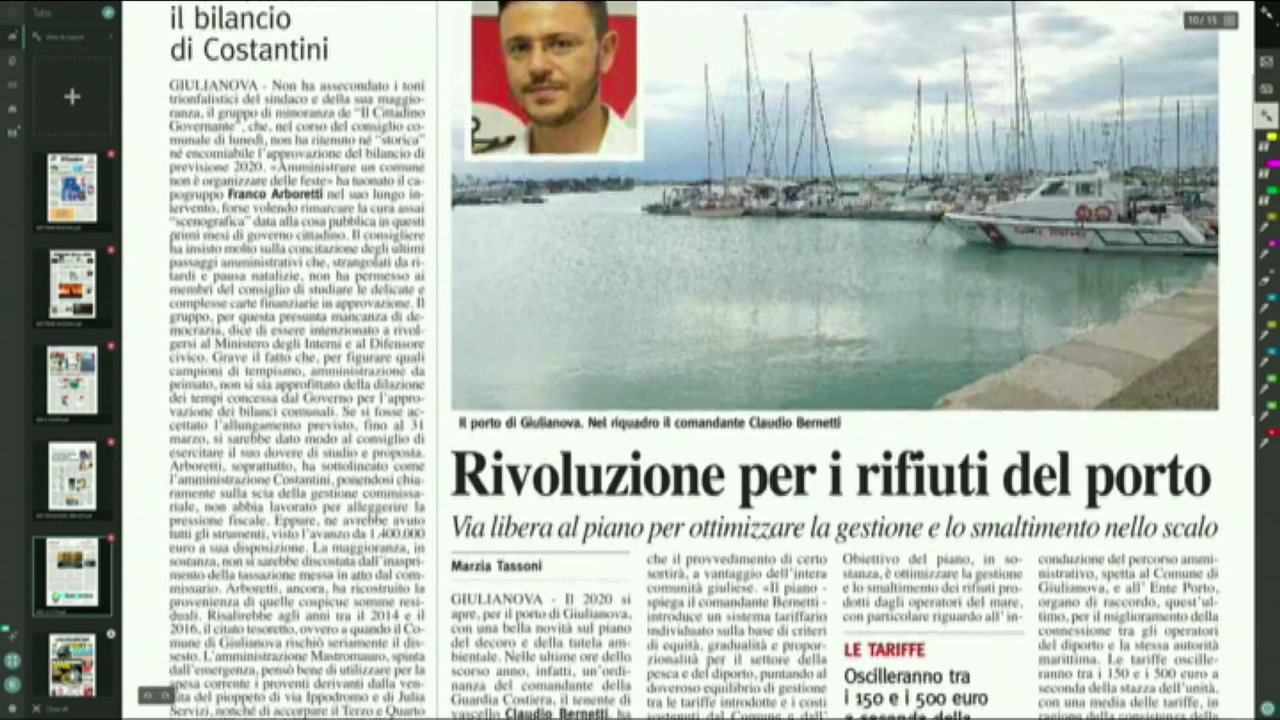 Tabs
View & Layout
10/15
il bilancio
di Costantini
GIULIANOVA - Non ha assecondato i toni
trionfalistici del sindaco e della sua maggio-
ranza, il gruppo di minoranza de "Il Cittadino
Governante", che, nel corso del consiglio co-
munale di lunedì, non ha ritenuto né "storica"
né encomiabile l'approvazione del bilancio di
previsione 2020. «Amministrare un comune
non è organizzare delle feste» ha tuonato il ca-
pogruppo Franco Arboretti nel suo lungo in-
tervento, forse volendo rimarcare la cura assai
"scenografica" data alla cosa pubblica in questi
primi mesi di governo cittadino. Il consigliere
ha insisto molto sulla concitazione degli ultimi
passaggi amministrativi che, strangolati da ri-
tardi e pausa natalizie, non ha permesso ai
membri del consiglio di studiare le delicate e
complesse carte finanziarie in approvazione. Il
gruppo, per questa presunta mancanza di de-
mocrazia, dice di essere intenzionato a rivol-
gersi al Ministero degli Interni e al Difensore
civico. Grave il fatto che, per figurare quali
campioni di tempismo, amministrazione da
primato, non si sia approfittato della dilazione
dei tempi concessa dal Governo per l'appro-
vazione dei bilanci comunali. Se si fosse ac-
cettato l'allungamento previsto, fino al 31
marzo, si sarebbe dato modo al consiglio di
esercitare il suo dovere di studio e proposta.
Arboretti, soprattutto, ha sottolineato come
l'amministrazione Costantini, ponendosi chia-
ramente sulla scia della gestione commissa-
riale, non abbia lavorato per alleggerire la
pressione fiscale. Eppure, ne avrebbe avuto
tutti gli strumenti, visto l'avanzo da 1.400.000
euro a sua disposizione. La maggioranza, in
sostanza, non si sarebbe discostata dall'inaspri-
mento della tassazione messa in atto dal com-
missario. Arboretti, ancora, ha ricostruito la
provenienza di quelle cospicue somme resi-
duali. Risalirebbe agli anni tra il 2014 e il
2016, il citato tesoretto, ovvero a quando il Co-
mune di Giulianova rischiò seriamente il dis-
sesto. L'amministrazione Mastromauro, spinta
dall'emergenza, pensò bene di utilizzare per la
spesa corrente i proventi derivanti dalla ven-
dita del pioppeto di via Ippodromo e di Julia
Servizi, nonché di accorpare il Terzo e Quarto
Il porto di Giulianova. Nel riquadro il comandante Claudio Bernetti
Rivoluzione per i rifiuti del porto
Via libera al piano per ottimizzare la gestione e lo smaltimento nello scalo
Marzia Tassoni
GIULIANOVA - Il 2020 si
apre, per il porto di Giulianova,
con una bella novità sul piano
del decoro e della tutela am-
bientale. Nelle ultime ore dello
scorso anno, infatti, un'ordi-
nanza del comandante della
Guardia Costiera, il tenente di
vascello Claudio Bernetti, ha
che il provvedimento di certo
sortirà, a vantaggio dell'intera
comunità giuliese. «Il piano -
spiega il comandante Bernetti -
introduce un sistema tariffario
individuato sulla base di criteri
di equità, gradualità e propor-
zionalità per il settore della
pesca e del diporto, puntando al
doveroso equilibrio di gestione
tra le tariffe introdotte e i costi
sostenuti dal Comune e dall'
Obiettivo del piano, in so-
stanza, è ottimizzare la gestione
e lo smaltimento dei rifiuti pro-
dotti dagli operatori del mare,
con particolare riguardo all' in-
LE TARIFFE
Oscilleranno tra
i 150 e i 500 euro
a seconda della
conduzione del percorso ammi-
nistrativo, spetta al Comune di
Giulianova, e all' Ente Porto,
organo di raccordo, quest'ul-
timo, per il miglioramento della
connessione tra gli operatori
del diporto e la stessa autorità
marittima. Le tariffe oscille-
ranno tra i 150 e i 500 euro a
seconda della stazza dell'unità,
con una media delle tariffe, in
Close all